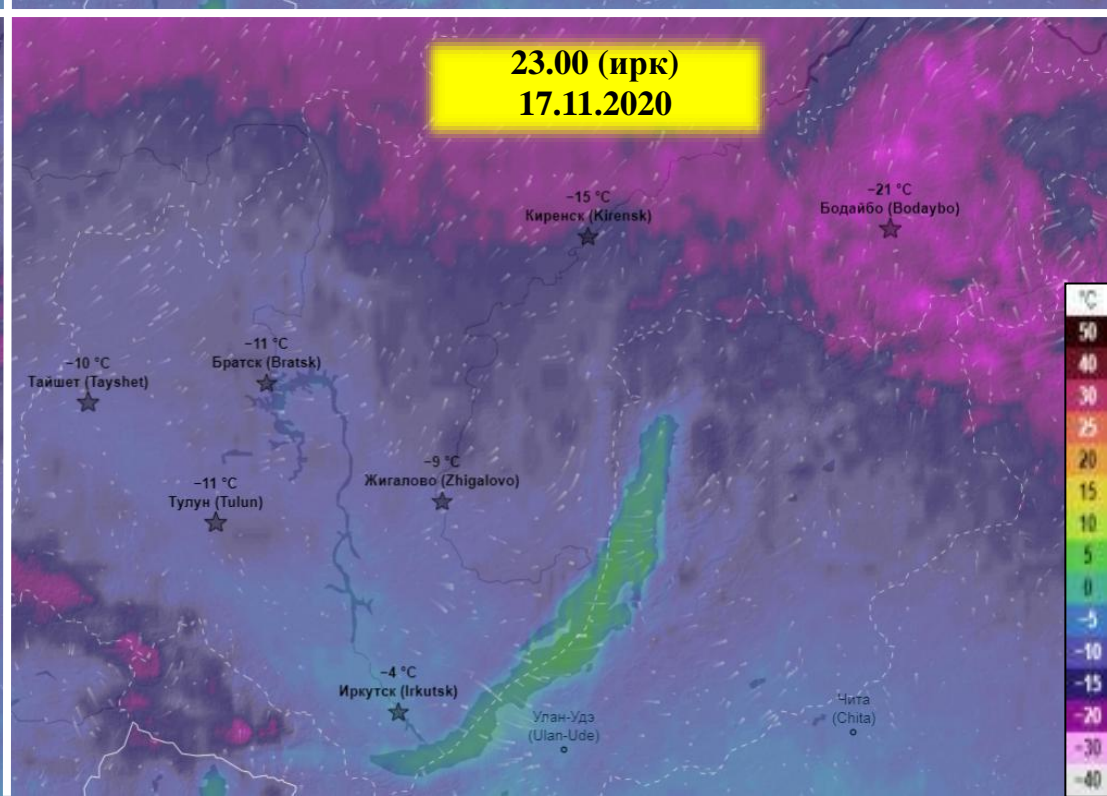 23.00 (ирк)
17.11.2020
−15 °C
Киренск (Kirensk)
−21 °C
Бодайбо (Bodaybo)
−11 °C
Братск (Bratsk)
−10 °C
Тайшет (Tayshet)
−9 °C
Жигалово (Zhigalovo)
−11 °C
Тулун (Tulun)
−4 °C
Иркутск (Irkutsk)
Улан-Удэ
(Ulan-Ude)
Чита
(Chita)
°C
50
40
30
25
20
15
10
5
0
−5
−10
−15
−20
−30
−40